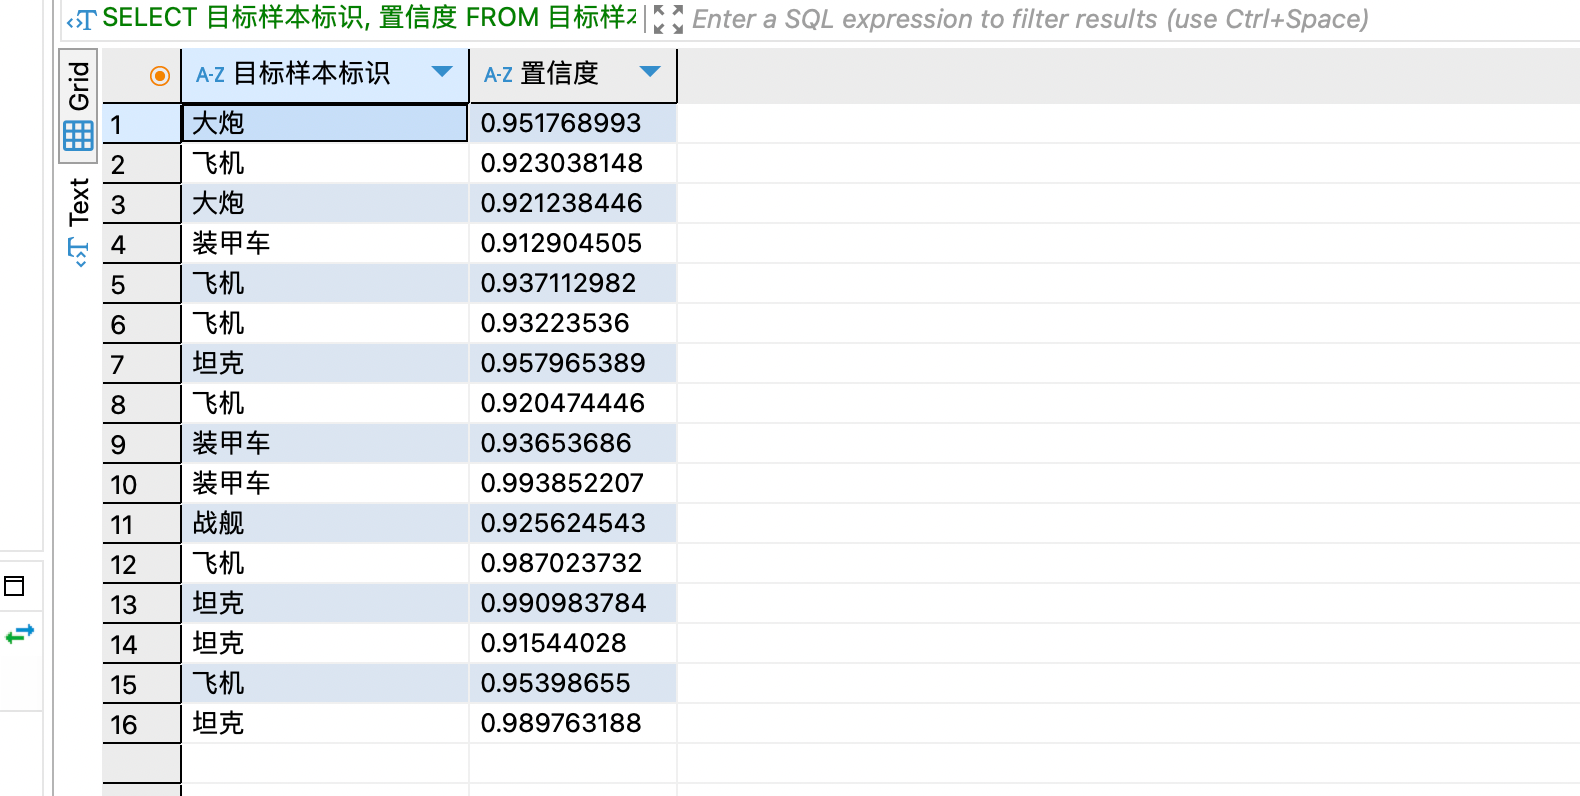 SELECT 目标样本标识, 置信度 FROM 目标样 Enter a SQL expression to filter results (use Ctrl+Space)
Grid
Text
A-Z 目标样本标识 A-Z 置信度
1 大炮 0.951768993
2 飞机 0.923038148
3 大炮 0.921238446
4 装甲车 0.912904505
5 飞机 0.937112982
6 飞机 0.93223536
7 坦克 0.957965389
8 飞机 0.920474446
9 装甲车 0.93653686
10 装甲车 0.993852207
11 战舰 0.925624543
12 飞机 0.987023732
13 坦克 0.990983784
14 坦克 0.91544028
15 飞机 0.95398655
16 坦克 0.989763188